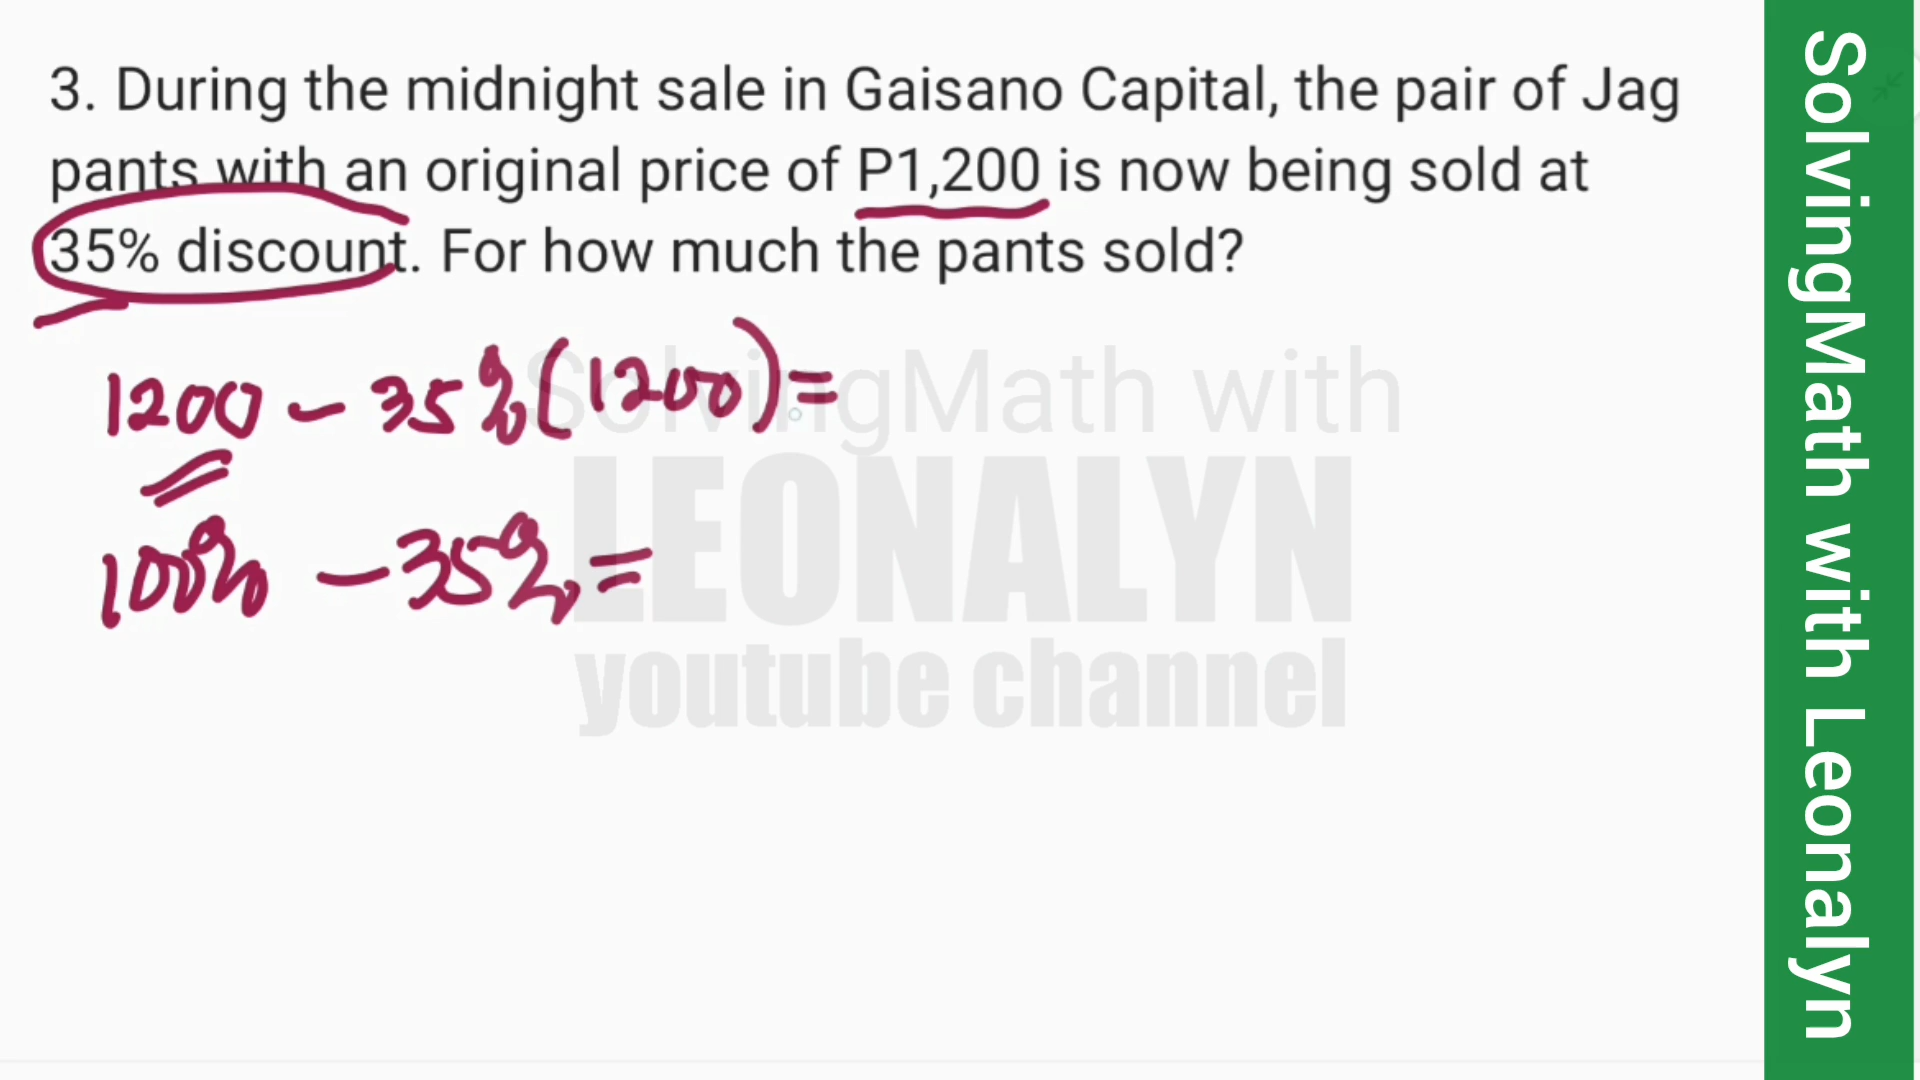 3. During the midnight sale in Gaisano Capital, the pair of Jag
pants with an original price of P1,200 is now being sold at
35% discount. For how much the pants sold?
1200 - 35%(1200)=
100% - 35%=
SolvingMath with
LEONALYN
youtube channel
SolvingMath with Leonalyn